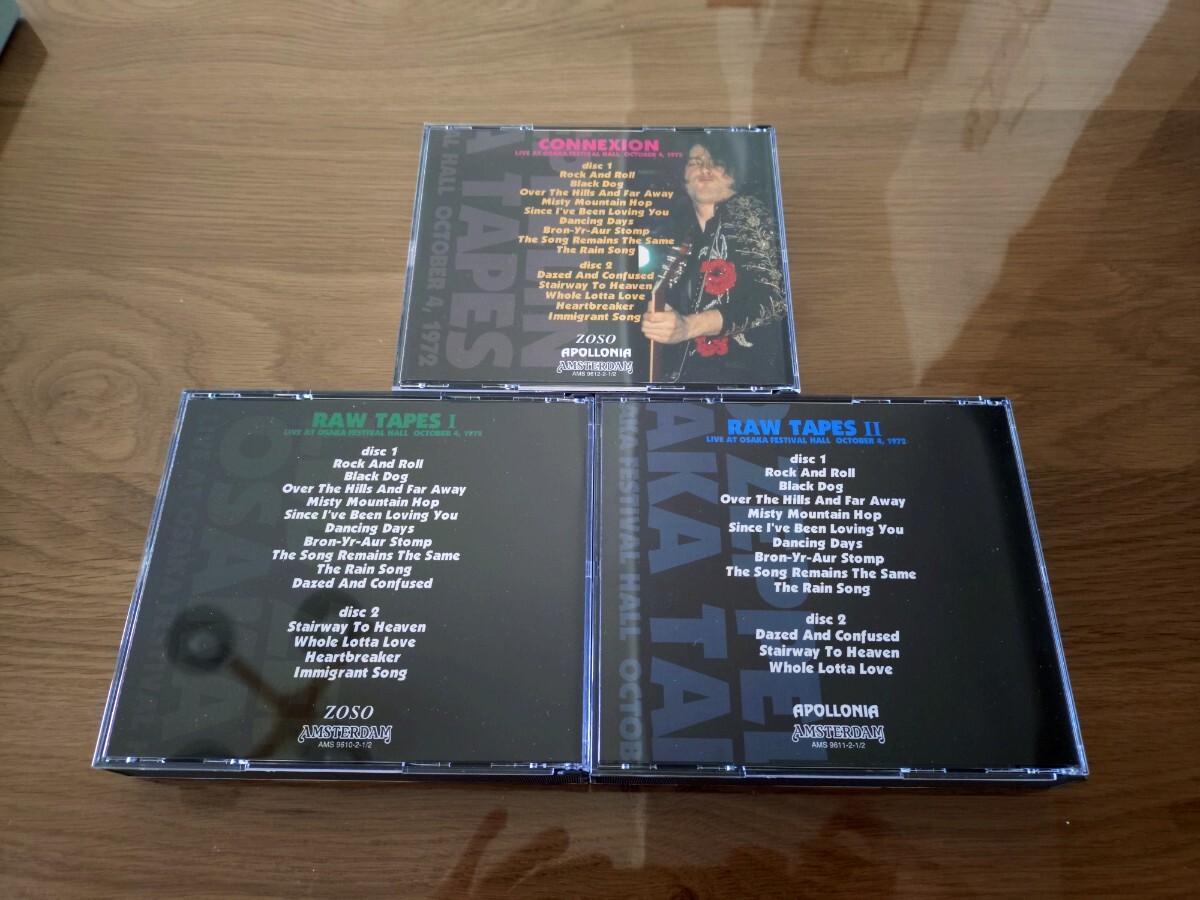 CONNEXION
LIVE AT OSAKA FESTIVAL HALL OCTOBER 4, 1972
disc 1
Rock And Roll
Black Dog
Over The Hills And Far Away
Misty Mountain Hop
Since I've Been Loving You
Dancing Days
Bron-Yr-Aur Stomp
The Song Remains The Same
The Rain Song
disc 2
Dazed And Confused
Stairway To Heaven
Whole Lotta Love
Heartbreaker
Immigrant Song
ZOSO
APOLLONIA
AMSTERDAM
AMS 9612-2-1/2
AL HALL OCTOBER 4, 1972
A TAPES
RAW TAPES I
LIVE AT OSAKA FESTIVAL HALL OCTOBER 4, 1972
disc 1
Rock And Roll
Black Dog
Over The Hills And Far Away
Misty Mountain Hop
Since I've Been Loving You
Dancing Days
Bron-Yr-Aur Stomp
The Song Remains The Same
The Rain Song
Dazed And Confused
disc 2
Stairway To Heaven
Whole Lotta Love
Heartbreaker
Immigrant Song
ZOSO
AMSTERDAM
AMS 9610-2-1/2
RAW TAPES II
LIVE AT OSAKA FESTIVAL HALL OCTOBER 4, 1972
disc 1
Rock And Roll
Black Dog
Over The Hills And Far Away
Misty Mountain Hop
Since I've Been Loving You
Dancing Days
Bron-Yr-Aur Stomp
The Song Remains The Same
The Rain Song
disc 2
Dazed And Confused
Stairway To Heaven
Whole Lotta Love
APOLLONIA
AMSTERDAM
AMS 9611-2-1/2
AKA FESTIVAL HALL OCTOB
AKA TA